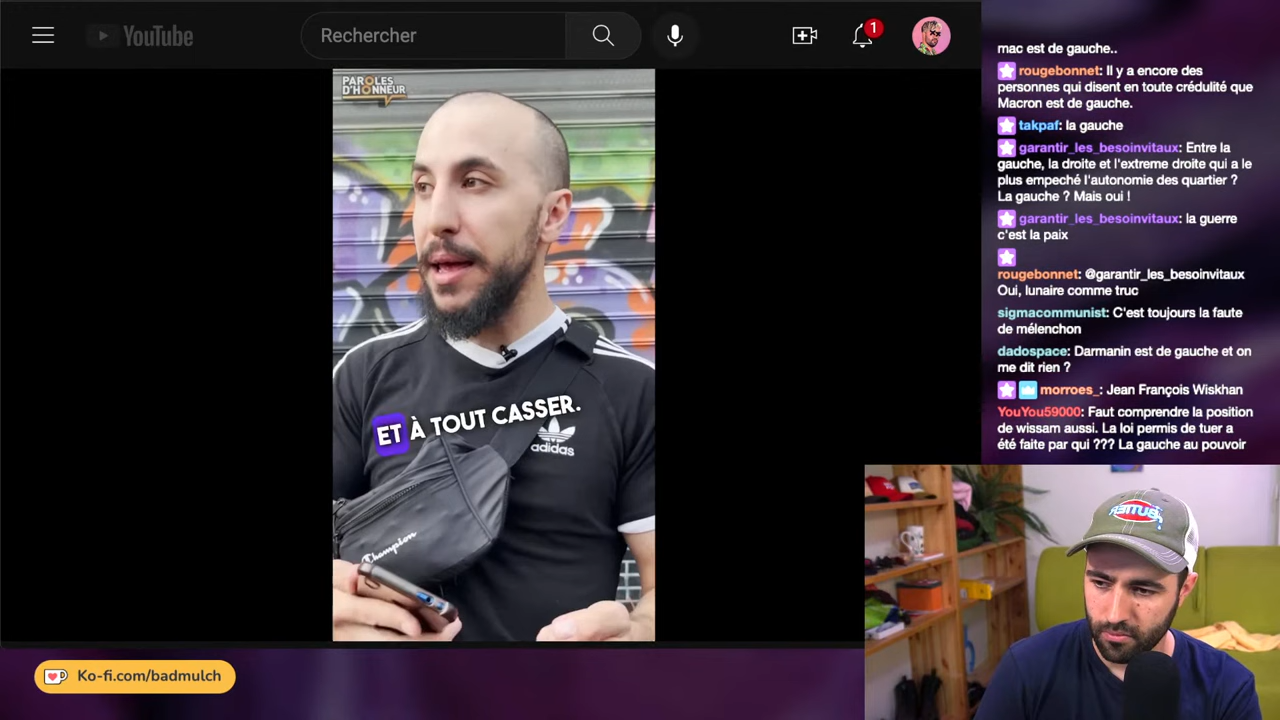 YouTube
Rechercher
1
PAROLES
D'HONNEUR
ET À TOUT CASSER.
adidas
Champion
Ko-fi.com/badmulch
mac est de gauche..
rougebonnet: Il y a encore des
personnes qui disent en toute crédulité que
Macron est de gauche.
takpaf: la gauche
garantir_les_besoinvitaux: Entre la
gauche, la droite et l'extreme droite qui a le
plus empeché l'autonomie des quartier ?
La gauche ? Mais oui !
garantir_les_besoinvitaux: la guerre
c'est la paix
rougebonnet: @garantir_les_besoinvitaux
Oui, lunaire comme truc
sigmacommunist: C'est toujours la faute
de mélenchon
dadospace: Darmanin est de gauche et on
me dit rien ?
morroes_: Jean François Wiskhan
YouYou59000: Faut comprendre la position
de wissam aussi. La loi permis de tuer a
été faite par qui ??? La gauche au pouvoir